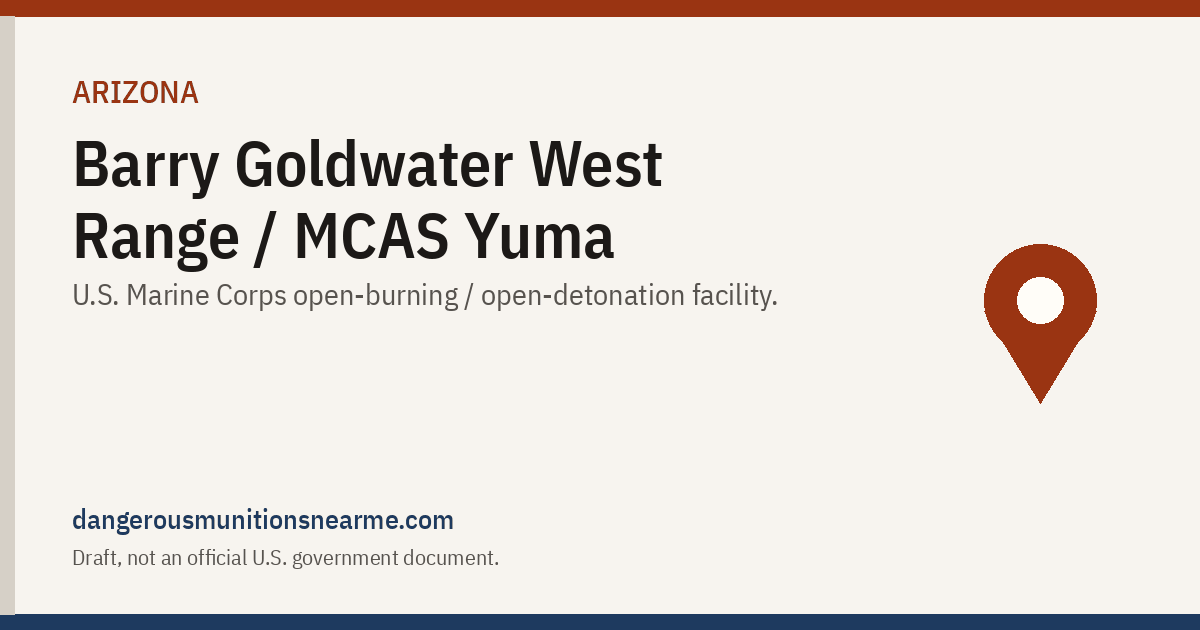 ARIZONA
Barry Goldwater West
Range / MCAS Yuma
U.S. Marine Corps open-burning / open-detonation facility.
dangerousmunitionsnearme.com
Draft, not an official U.S. government document.